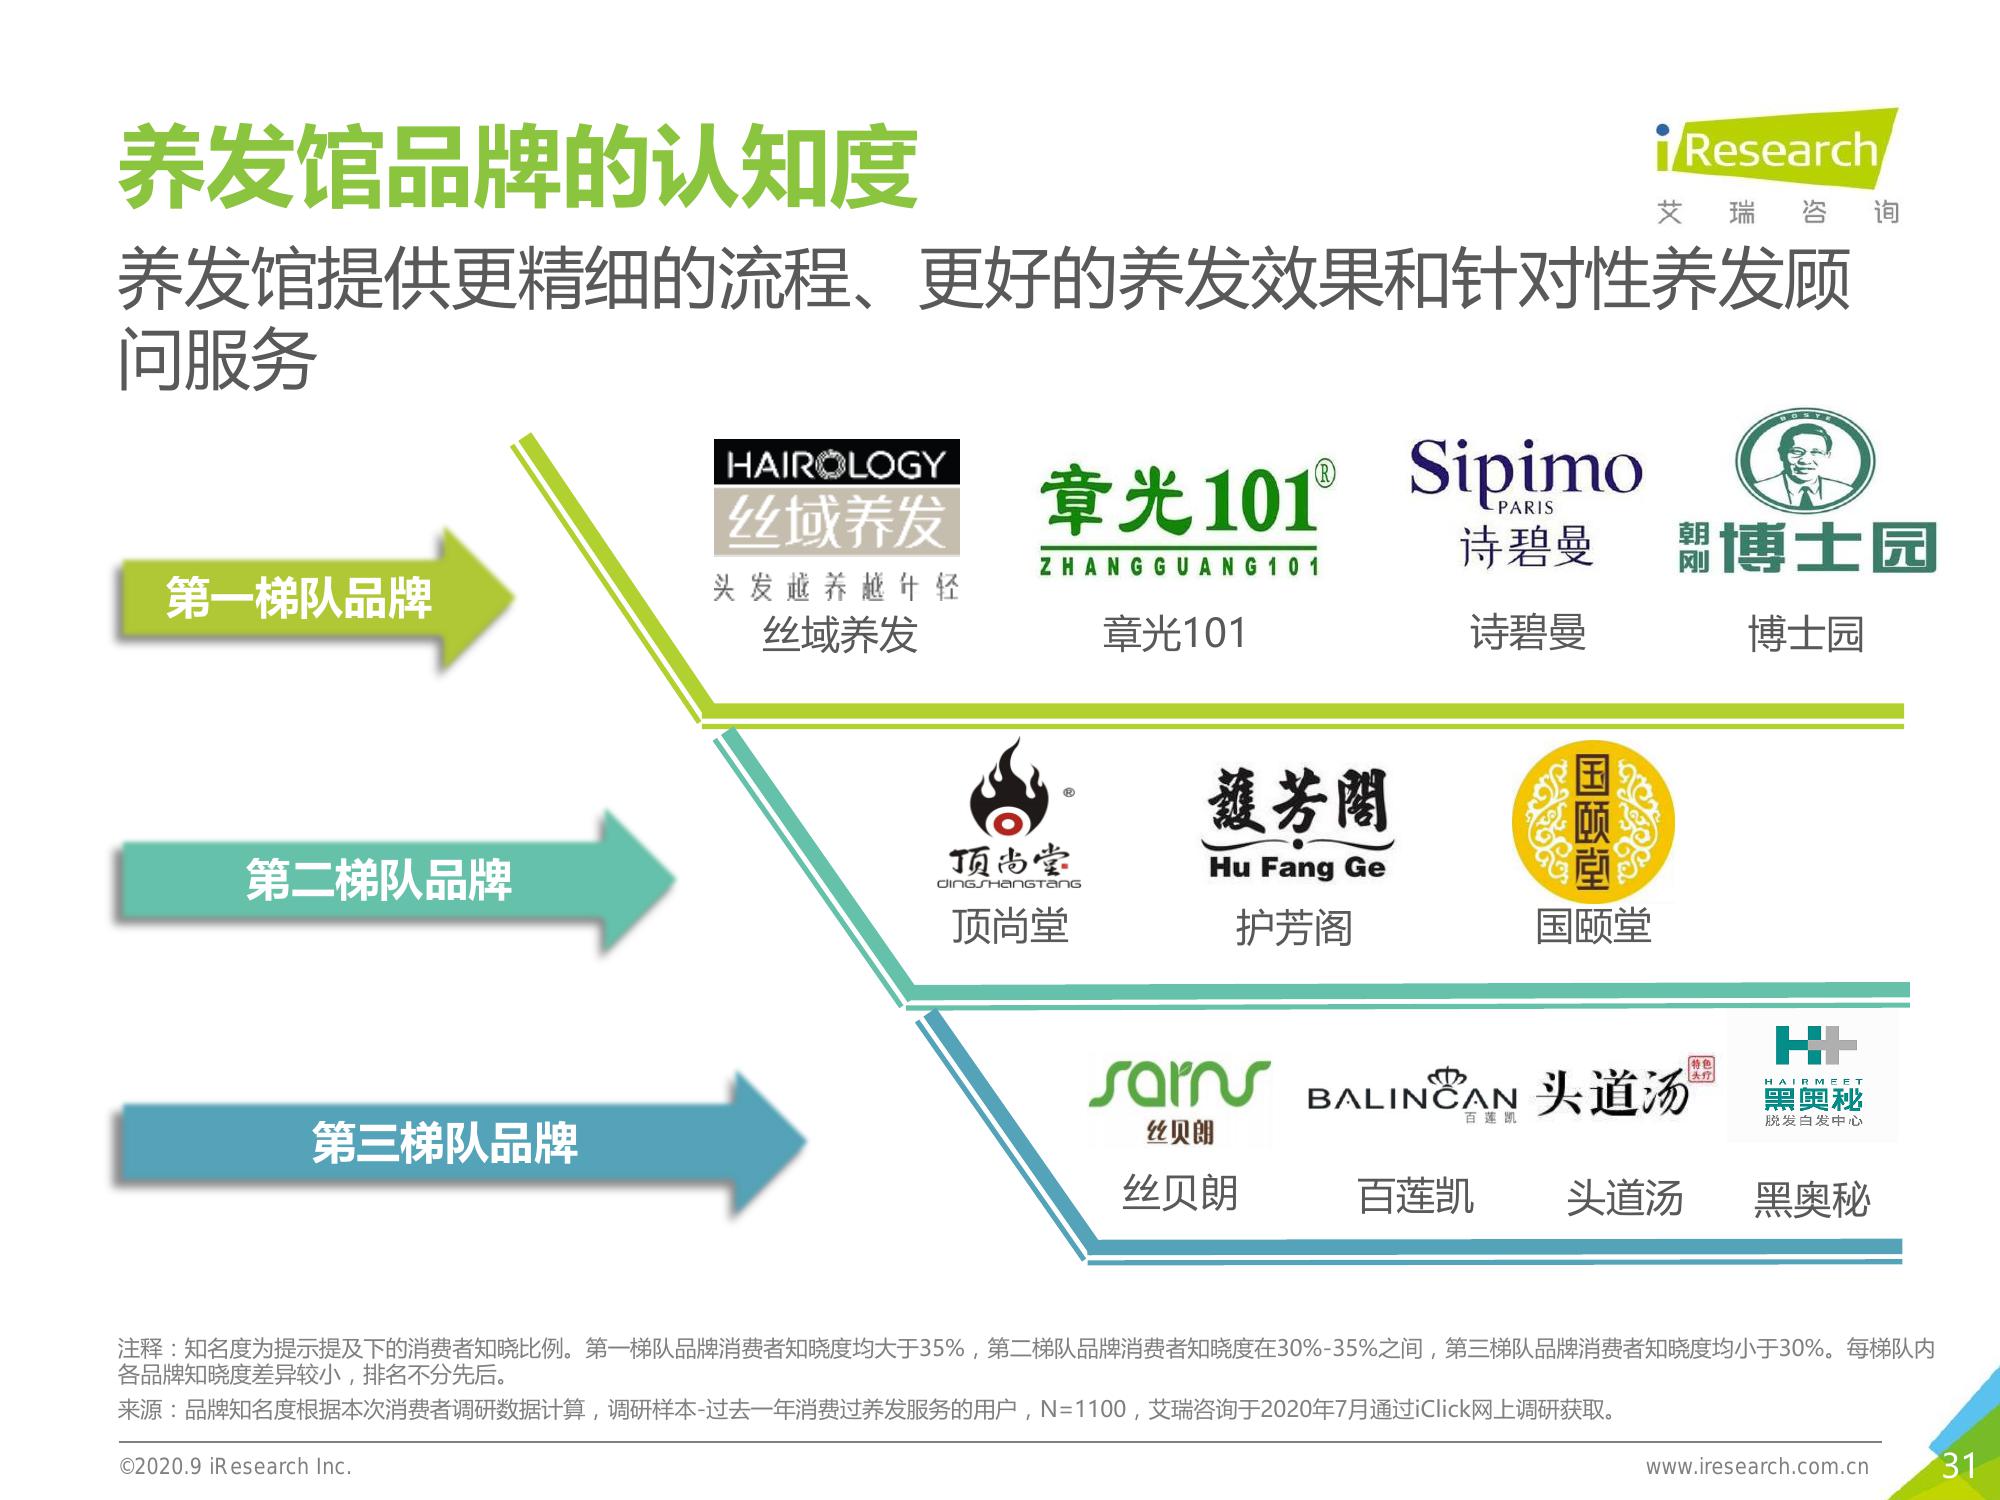 养发馆品牌的认知度
iResearch
艾瑞咨询
养发馆提供更精细的流程、更好的养发效果和针对性养发顾
问服务
第一梯队品牌
HAIROLOGY
丝域养发
头发越养越年轻
丝域养发
章光101®
ZHANGGUANG101
章光101
Sipimo
PARIS
诗碧曼
诗碧曼
BOSYE
朝刚博士园
博士园
第二梯队品牌
®
顶尚堂
DINGSHANGTANG
顶尚堂
護芳閣
Hu Fang Ge
护芳阁
国颐堂
国颐堂
第三梯队品牌
sarns
丝贝朗
丝贝朗
BALINCAN
百莲凯
百莲凯
头道汤
特色头疗
头道汤
H+
HAIRMEET
黑奥秘
脱发白发中心
黑奥秘
注释：知名度为提示提及下的消费者知晓比例。第一梯队品牌消费者知晓度均大于35%，第二梯队品牌消费者知晓度在30%-35%之间，第三梯队品牌消费者知晓度均小于30%。每梯队内
各品牌知晓度差异较小，排名不分先后。
来源：品牌知名度根据本次消费者调研数据计算，调研样本-过去一年消费过养发服务的用户，N=1100，艾瑞咨询于2020年7月通过iClick网上调研获取。
©2020.9 iResearch Inc.
www.iresearch.com.cn
31